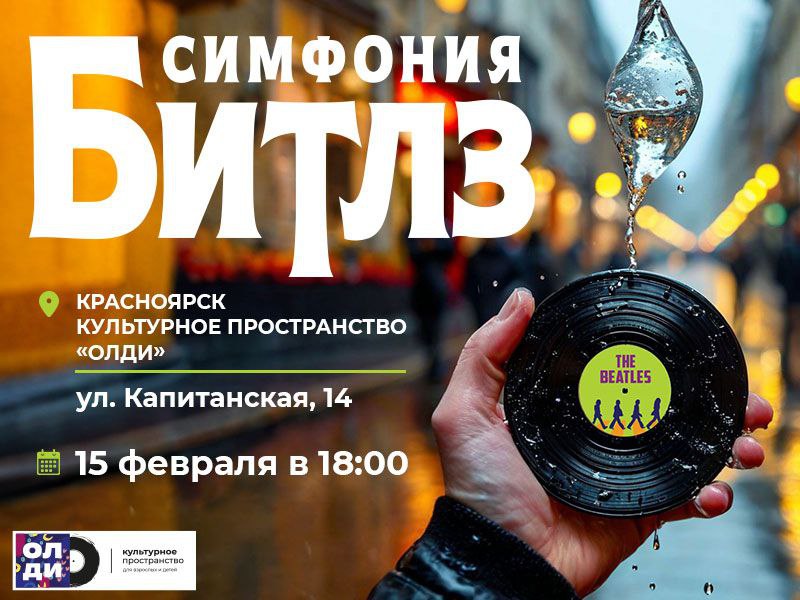 СИМФОНИЯ
БИТЛЗ
КРАСНОЯРСК
КУЛЬТУРНОЕ ПРОСТРАНСТВО
«ОЛДИ»
ул. Капитанская, 14
15 февраля в 18:00
THE
BEATLES
ОЛ
ДИ
культурное
пространство
для взрослых и детей